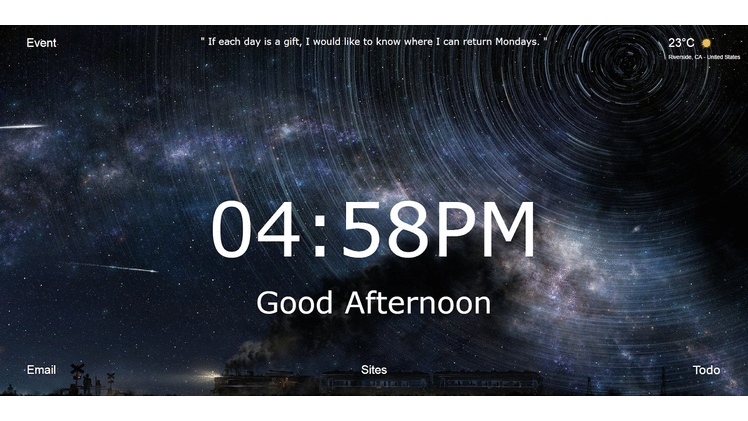 Event
" If each day is a gift, I would like to know where I can return Mondays. "
23°C
Riverside, CA - United States
04:58PM
Good Afternoon
Email
Sites
Todo